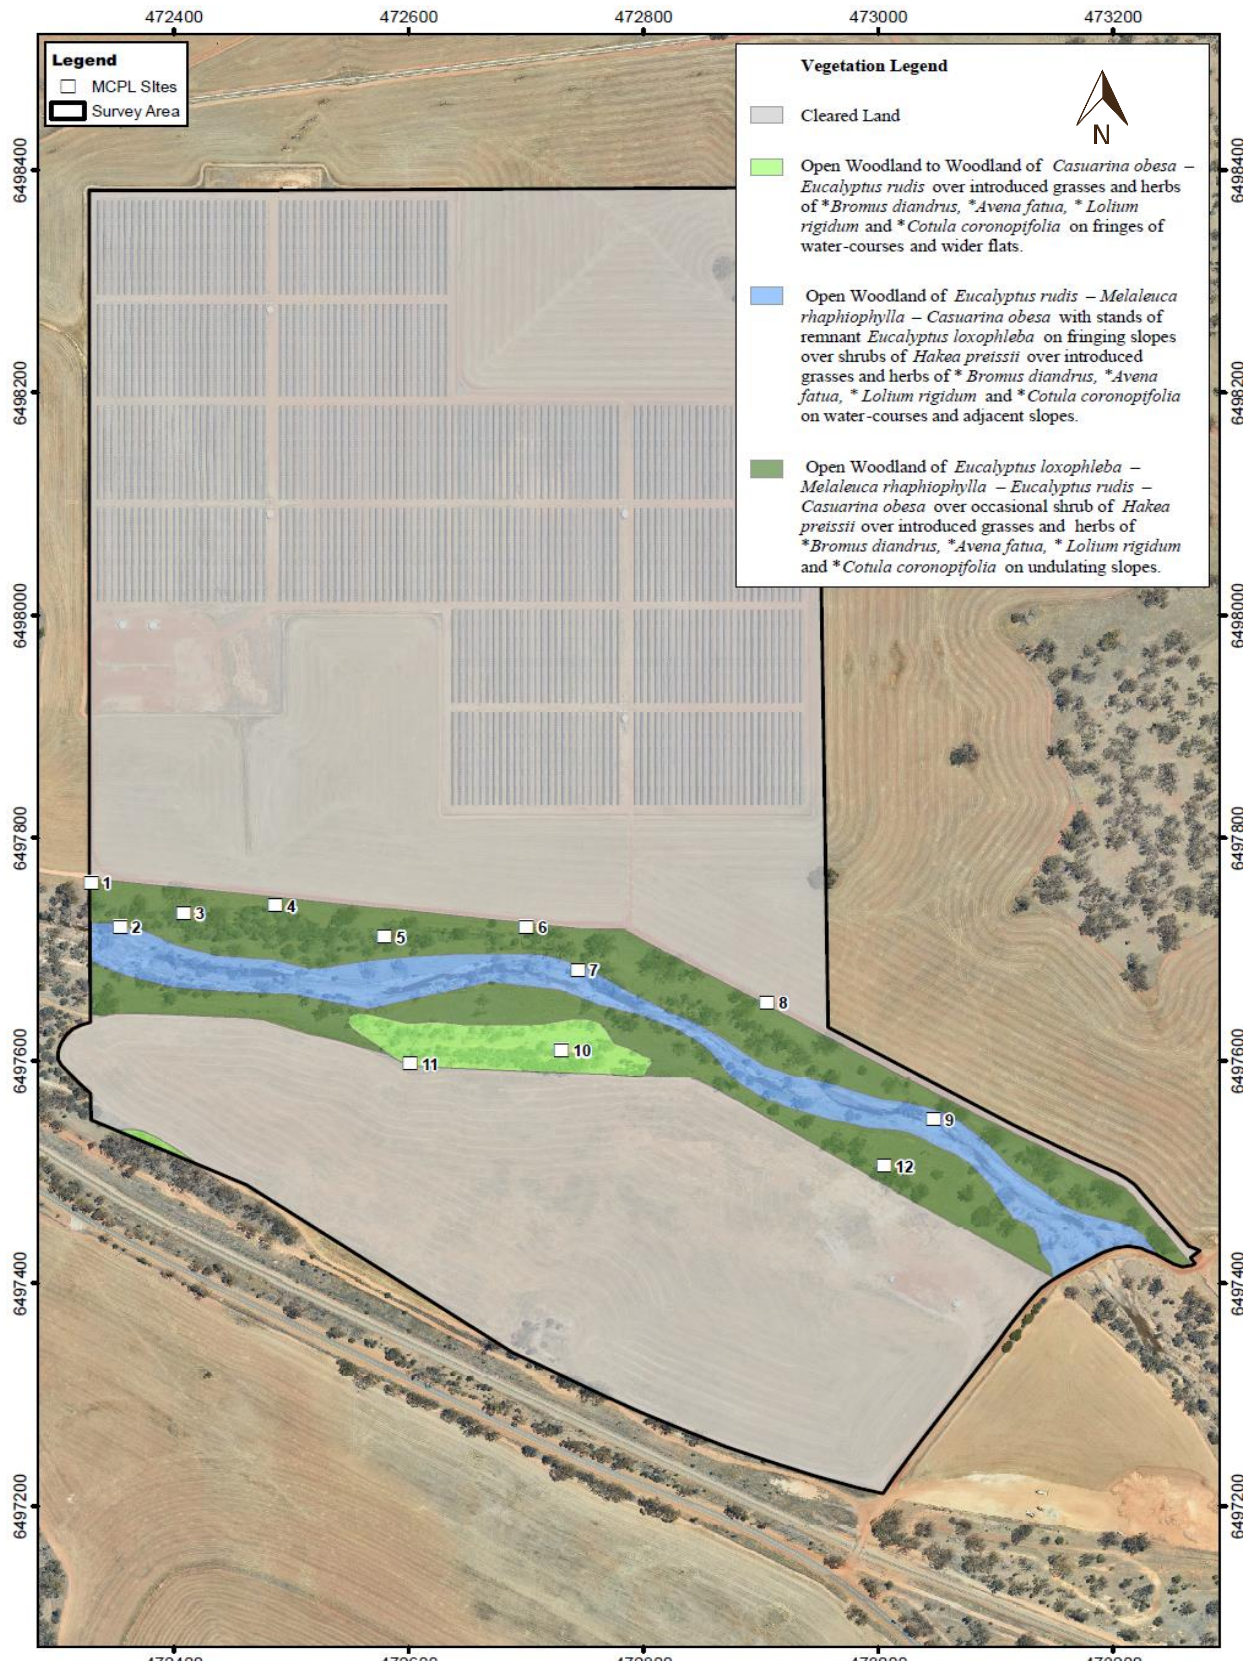 472400 472600 472800 473000 473200
Legend
MCPL SItes
Survey Area
Vegetation Legend
N
Cleared Land
Open Woodland to Woodland of Casuarina obesa –
Eucalyptus rudis over introduced grasses and herbs
of *Bromus diandrus, *Avena fatua, * Lolium
rigidum and *Cotula coronopifolia on fringes of
water-courses and wider flats.
Open Woodland of Eucalyptus rudis – Melaleuca
rhaphiophylla – Casuarina obesa with stands of
remnant Eucalyptus loxophleba on fringing slopes
over shrubs of Hakea preissii over introduced
grasses and herbs of * Bromus diandrus, *Avena
fatua, * Lolium rigidum and *Cotula coronopifolia
on water-courses and adjacent slopes.
Open Woodland of Eucalyptus loxophleba –
Melaleuca rhaphiophylla – Eucalyptus rudis –
Casuarina obesa over occasional shrub of Hakea
preissii over introduced grasses and herbs of
*Bromus diandrus, *Avena fatua, * Lolium rigidum
and *Cotula coronopifolia on undulating slopes.
6498400 6498400
6498200 6498200
6498000 6498000
6497800 6497800
1
2
3
4
5
6
7
8
6497600 6497600
10
11
9
12
6497400 6497400
6497200 6497200